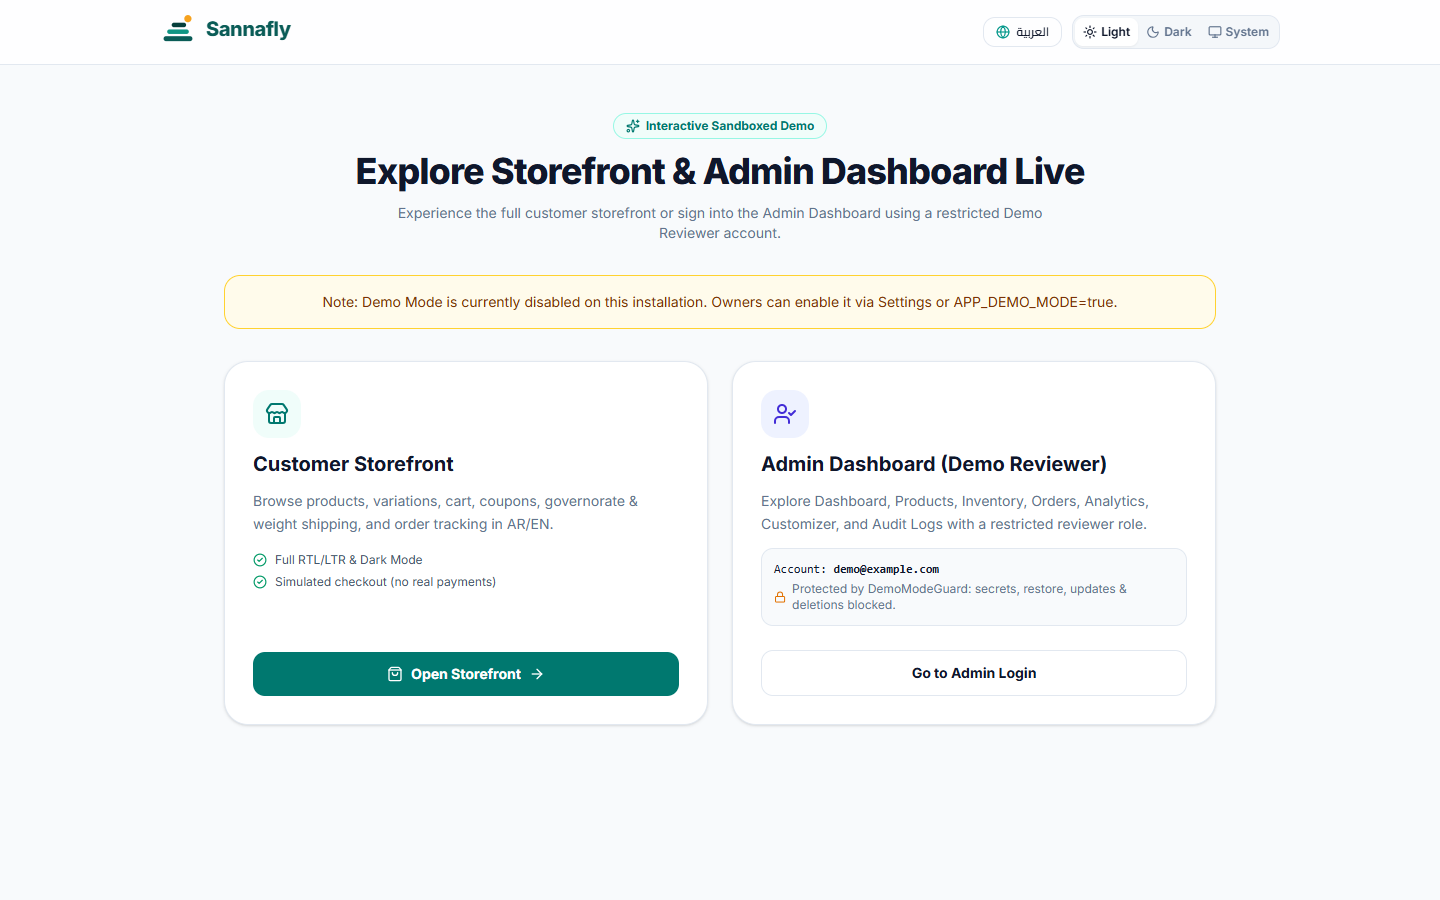 Sannafly
العربية
Light
Dark
System
Interactive Sandboxed Demo
Explore Storefront & Admin Dashboard Live
Experience the full customer storefront or sign into the Admin Dashboard using a restricted Demo
Reviewer account.
Note: Demo Mode is currently disabled on this installation. Owners can enable it via Settings or APP_DEMO_MODE=true.
Customer Storefront
Browse products, variations, cart, coupons, governorate &
weight shipping, and order tracking in AR/EN.
Full RTL/LTR & Dark Mode
Simulated checkout (no real payments)
Open Storefront
Admin Dashboard (Demo Reviewer)
Explore Dashboard, Products, Inventory, Orders, Analytics,
Customizer, and Audit Logs with a restricted reviewer role.
Account: demo@example.com
Protected by DemoModeGuard: secrets, restore, updates &
deletions blocked.
Go to Admin Login